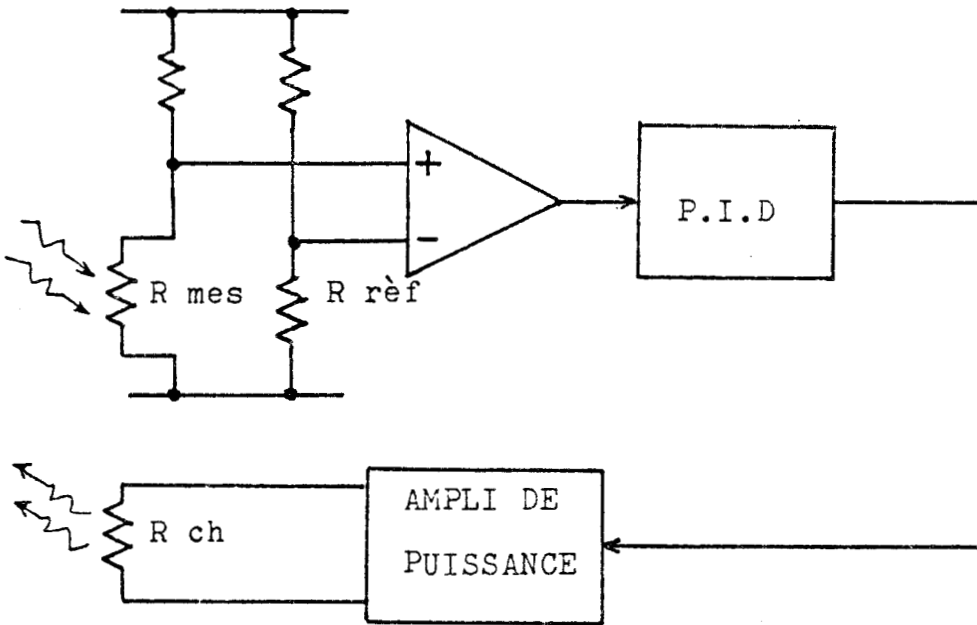 +
P.I.D
-
R mes
R rèf
AMPLI DE
R ch
PUISSANCE